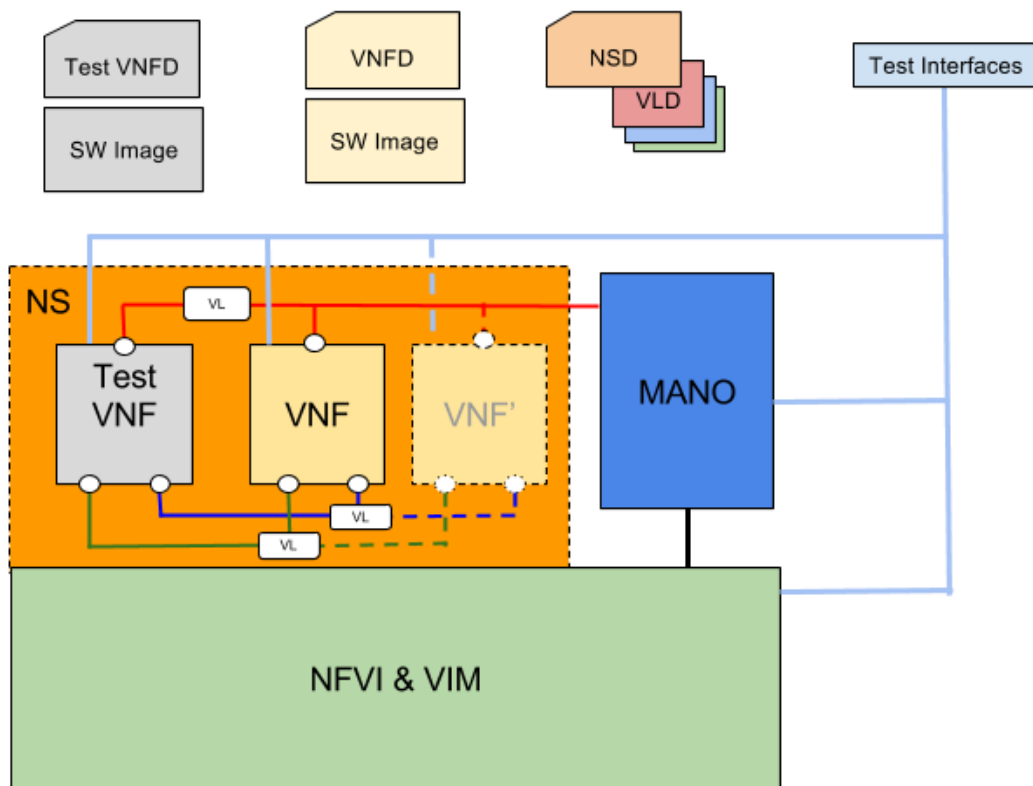 Test VNFD
SW Image
VNFD
SW Image
NSD
VLD
Test Interfaces
NS
VL
Test
VNF
VNF
VNF'
MANO
VL
VL
NFVI & VIM